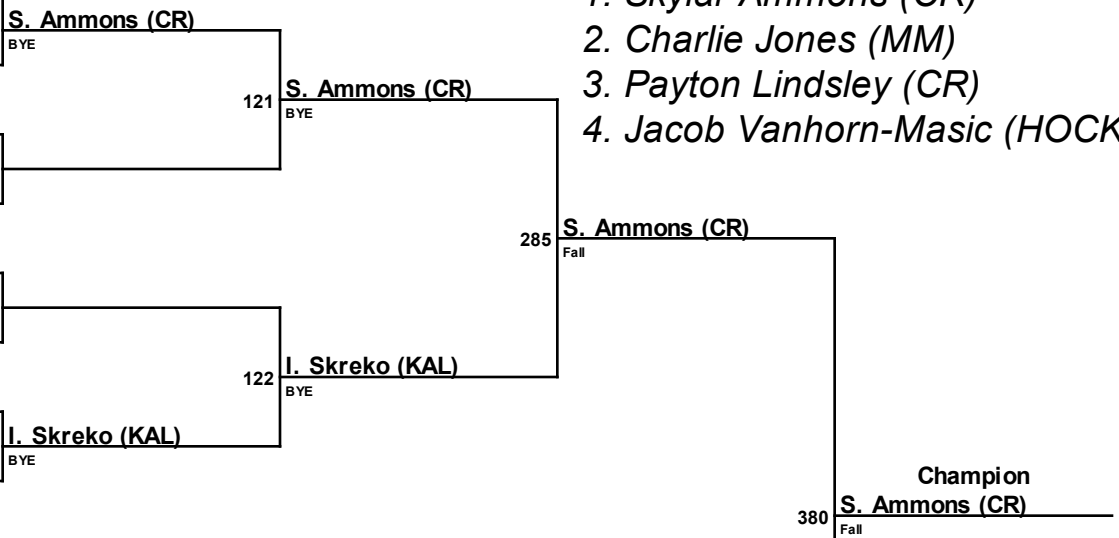 1. Skylar Ammons (CR)
2. Charlie Jones (MM)
3. Payton Lindsley (CR)
4. Jacob Vanhorn-Masic (HOCK
S. Ammons (CR)
BYE
121
S. Ammons (CR)
BYE
285
S. Ammons (CR)
Fall
122
I. Skreko (KAL)
BYE
I. Skreko (KAL)
BYE
Champion
380
S. Ammons (CR)
Fall